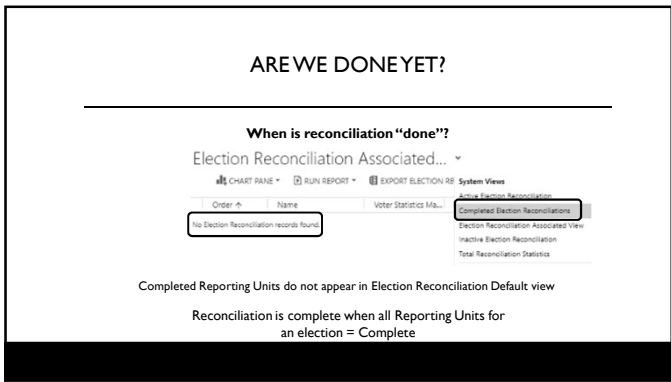 ARE WE DONE YET?
When is reconciliation “done”?
Election Reconciliation Associated...
CHART PANE RUN REPORT EXPORT ELECTION RE
System Views
Active Election Reconciliation
Order ↑ Name Voter Statistics Ma...
Completed Election Reconciliations
No Election Reconciliation records found.
Election Reconciliation Associated View
Inactive Election Reconciliation
Total Reconciliation Statistics
Completed Reporting Units do not appear in Election Reconciliation Default view
Reconciliation is complete when all Reporting Units for
an election = Complete